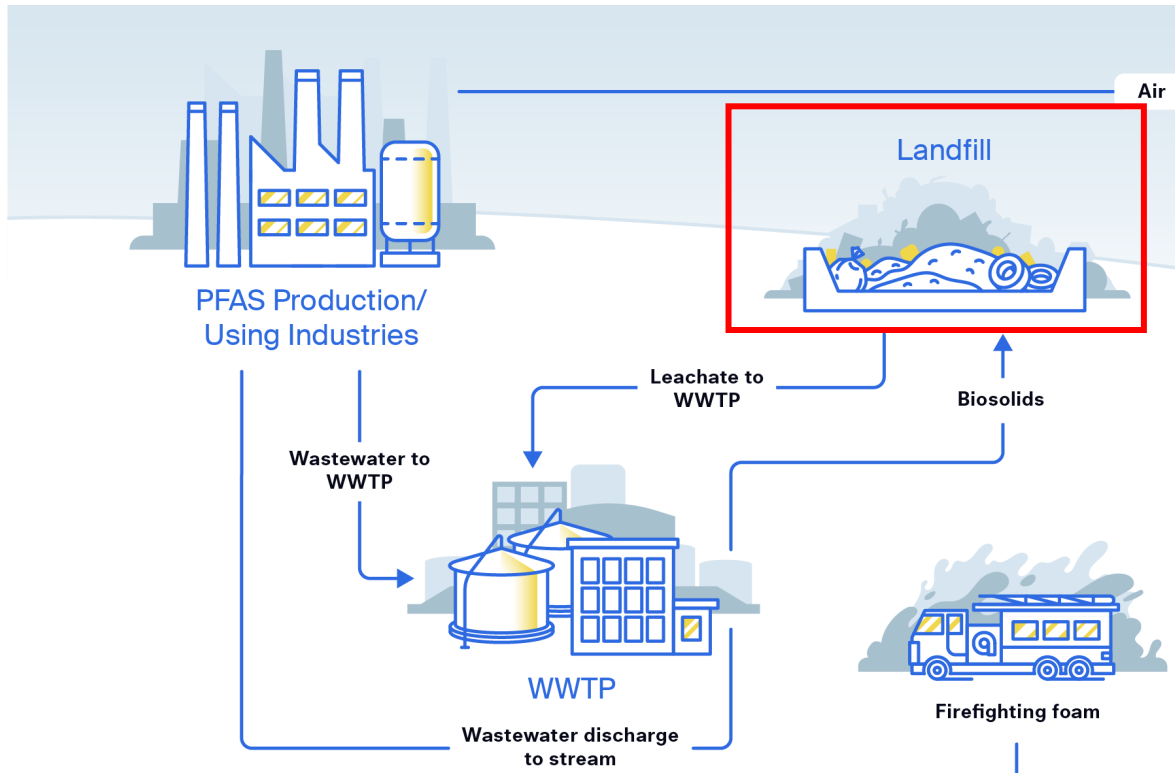 Air
Landfill
PFAS Production/
Using Industries
Leachate to
WWTP
Biosolids
Wastewater to
WWTP
WWTP
Firefighting foam
Wastewater discharge
to stream